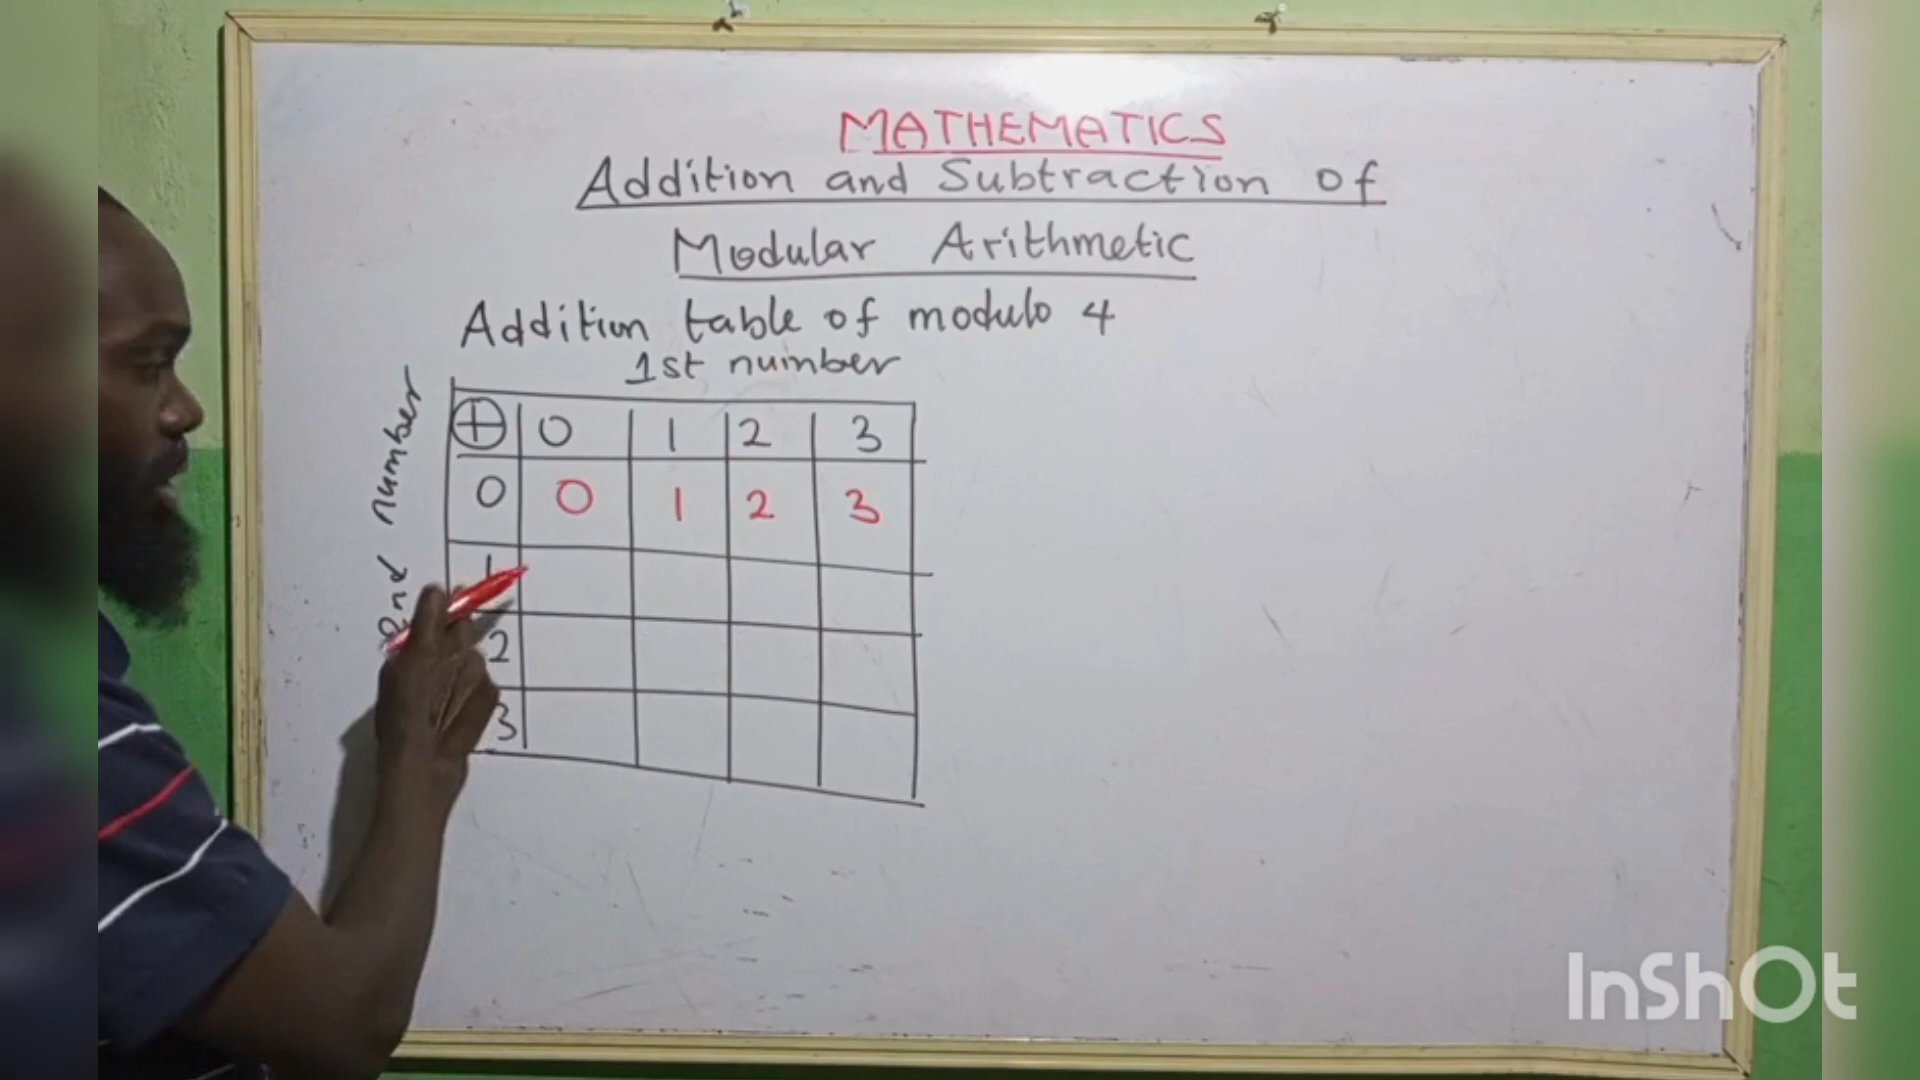 MATHEMATICS
Addition and Subtraction of
Modular Arithmetic
Addition table of modulo 4
1st number
2nd number
⊕ 0 1 2 3
0 0 1 2 3
1
2
3
InShOt